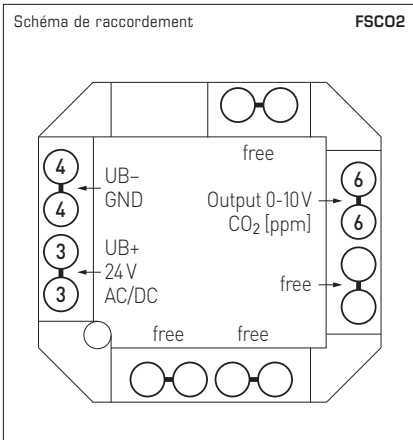 Schéma de raccordement FSCO2
free
4
4
UB–
GND
Output 0-10 V
CO₂ [ppm]
6
6
3
3
UB+
24 V
AC/DC
free
free free